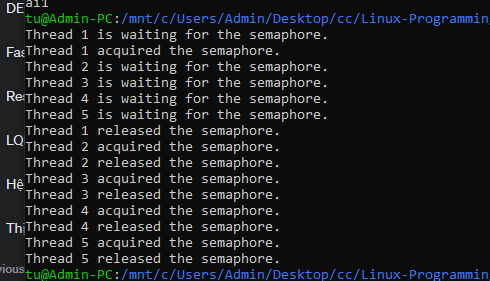 ail
DE
tu@Admin-PC:/mnt/c/Users/Admin/Desktop/cc/Linux-Programmin
Thread 1 is waiting for the semaphore.
Fas
Thread 1 acquired the semaphore.
Thread 2 is waiting for the semaphore.
Thread 3 is waiting for the semaphore.
Res
Thread 4 is waiting for the semaphore.
Thread 5 is waiting for the semaphore.
Thread 1 released the semaphore.
LQ
Thread 2 acquired the semaphore.
Thread 2 released the semaphore.
Thread 3 acquired the semaphore.
Hệ
Thread 3 released the semaphore.
Thread 4 acquired the semaphore.
Thị
Thread 4 released the semaphore.
Thread 5 acquired the semaphore.
vious
Thread 5 released the semaphore.
tu@Admin-PC:/mnt/c/Users/Admin/Desktop/cc/Linux-Programmin